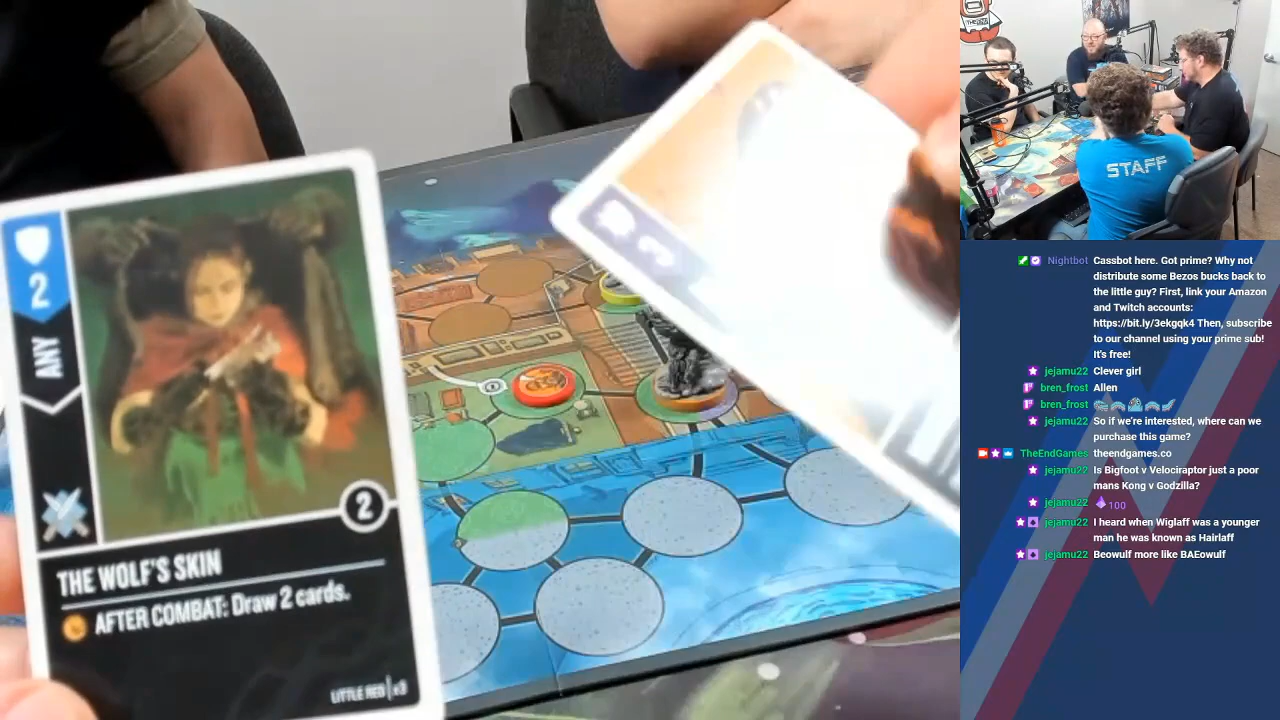 2
ANY
2
THE WOLF'S SKIN
AFTER COMBAT: Draw 2 cards.
LITTLE RED x3
STAFF
Nightbot Cassbot here. Got prime? Why not
distribute some Bezos bucks back to
the little guy? First, link your Amazon
and Twitch accounts:
https://bit.ly/3ekgqk4 Then, subscribe
to our channel using your prime sub!
It's free!
jejamu22 Clever girl
bren_frost Allen
bren_frost
jejamu22 So if we're interested, where can we
purchase this game?
TheEndGames theendgames.co
jejamu22 Is Bigfoot v Velociraptor just a poor
mans Kong v Godzilla?
jejamu22 100
jejamu22 I heard when Wiglaff was a younger
man he was known as Hairlaff
jejamu22 Beowulf more like BAEowulf